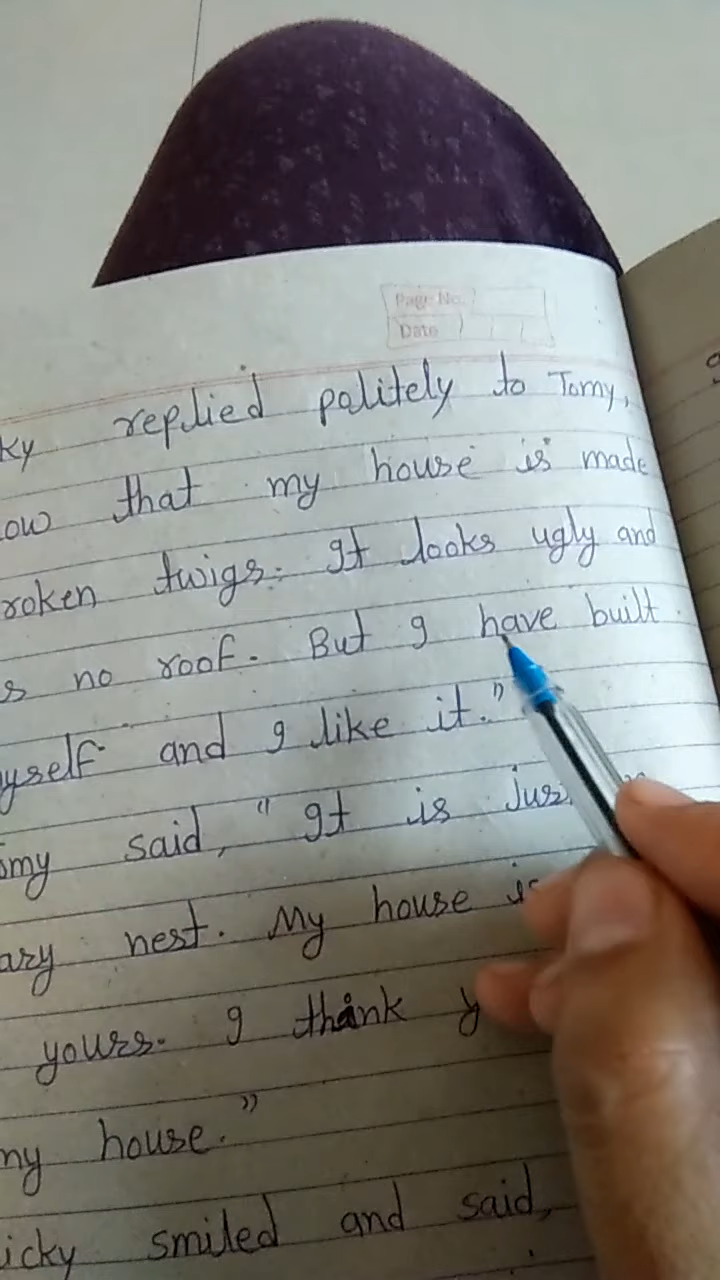 Page No.
Date
ky replied politely to Tomy,
ow that my house is made
roken twigs. It looks ugly and
s no roof. But I have built
yself and I like it."
omy said, "It is jus
ary nest. My house is
yours. I think y
my house."
icky smiled and said,